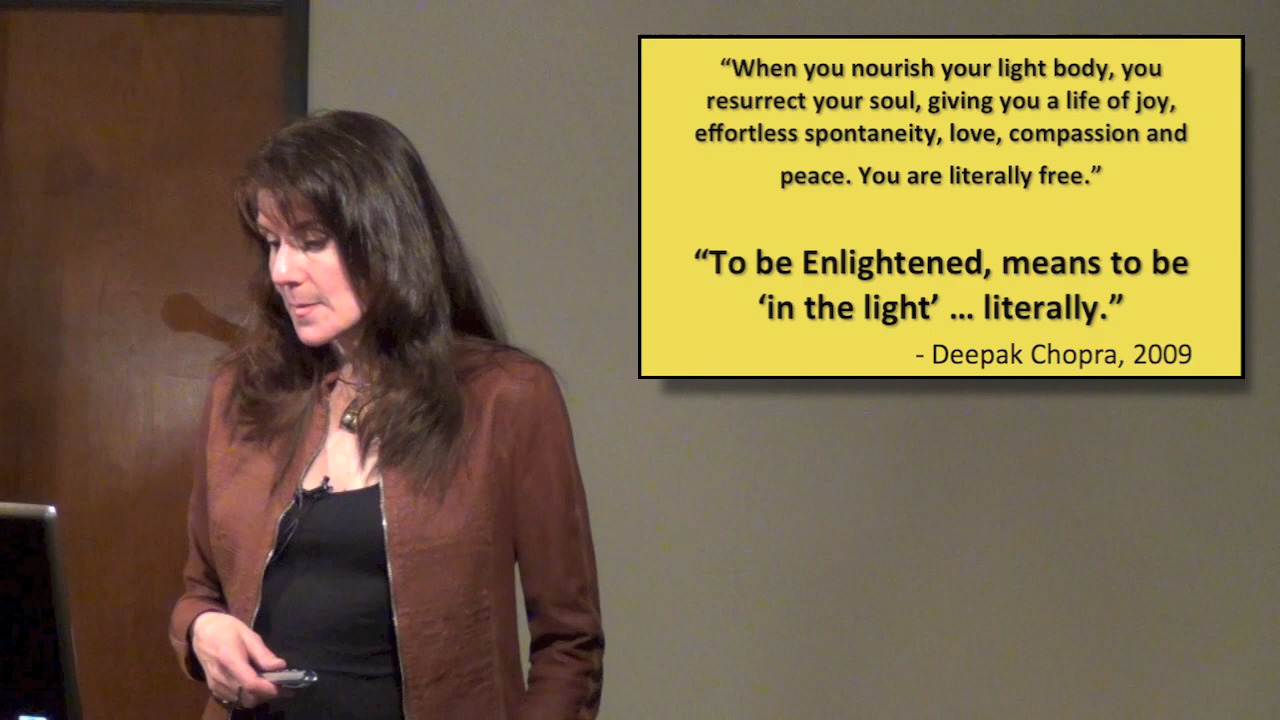 “When you nourish your light body, you
resurrect your soul, giving you a life of joy,
effortless spontaneity, love, compassion and
peace. You are literally free.”
“To be Enlightened, means to be
‘in the light’ … literally.”
- Deepak Chopra, 2009